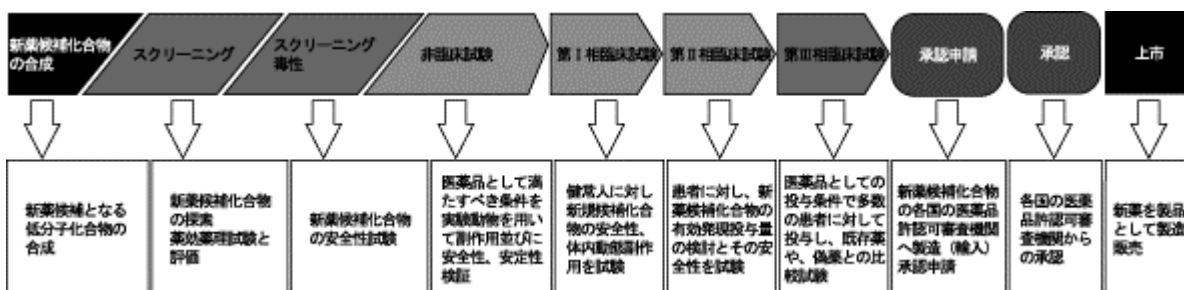 新薬候補化合物
の合成
スクリーニング
スクリーニング
毒性
非臨床試験
第Ⅰ相臨床試験
第Ⅱ相臨床試験
第Ⅲ相臨床試験
承認申請
承認
上市
新薬候補となる
低分子化合物の
合成
新薬候補化合物
の探索
薬効薬理試験と
評価
新薬候補化合物
の安全性試験
医薬品として満
たすべき条件を
実験動物を用い
て副作用並びに
安全性、安定性
検証
健常人に対し
新規候補化合
物の安全性、
体内動態副作
用を試験
患者に対し、新
薬候補化合物の
有効発現投与量
の検討とその安
全性を試験
医薬品としての
投与条件で多数
の患者に対して
投与し、既存薬
や、偽薬との比
較試験
新薬候補化合物
の各国の医薬品
許認可審査機関
へ製造（輸入）
承認申請
各国の医薬
品許認可審
査機関から
の承認
新薬を製品
として製造
販売